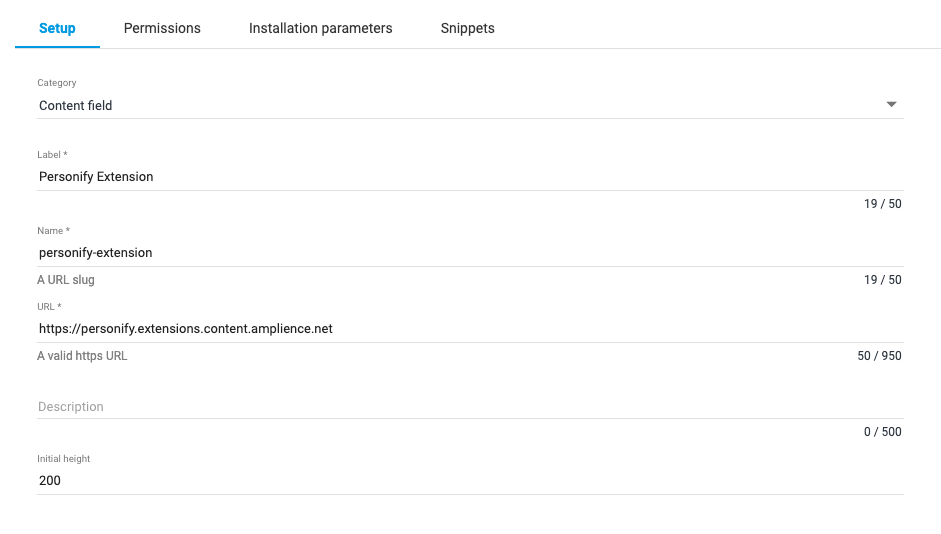 Setup Permissions Installation parameters Snippets
Category
Content field
Label *
Personify Extension
19 / 50
Name *
personify-extension
A URL slug 19 / 50
URL *
https://personify.extensions.content.amplience.net
A valid https URL 50 / 950
Description
0 / 500
Initial height
200